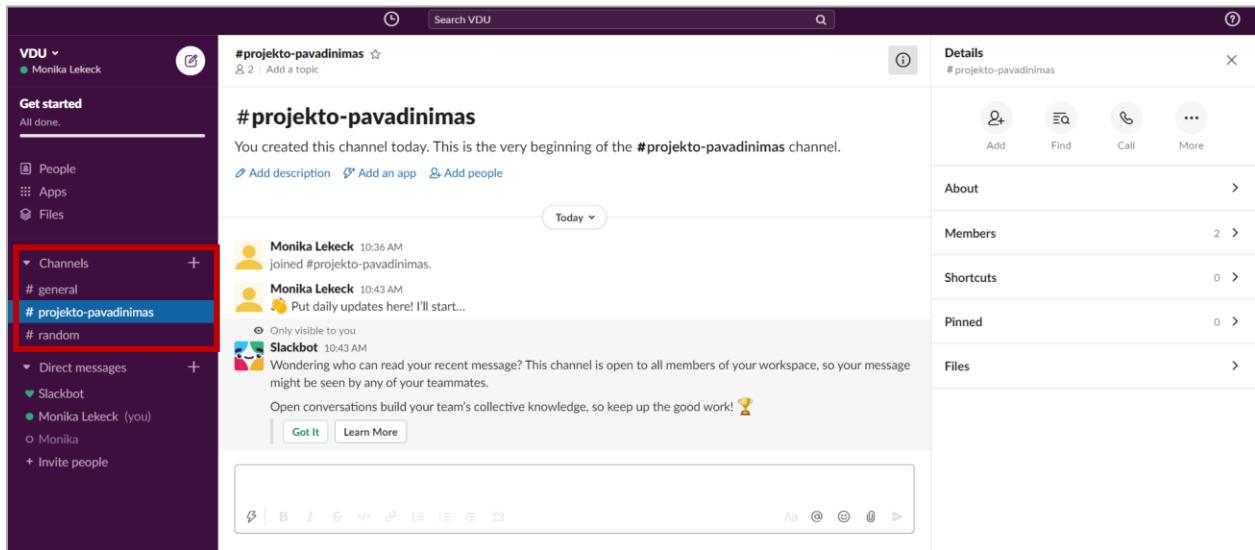 Search VDU
VDU
Monika Lekeck
Get started
All done.
People
Apps
Files
Channels
# general
# projekto-pavadinimas
# random
Direct messages
Slackbot
Monika Lekeck (you)
Monika
+ Invite people
#projekto-pavadinimas
2 | Add a topic
#projekto-pavadinimas
You created this channel today. This is the very beginning of the #projekto-pavadinimas channel.
Add description Add an app Add people
Today
Monika Lekeck 10:36 AM
joined #projekto-pavadinimas.
Monika Lekeck 10:43 AM
👋 Put daily updates here! I'll start...
Only visible to you
Slackbot 10:43 AM
Wondering who can read your recent message? This channel is open to all members of your workspace, so your message
might be seen by any of your teammates.
Open conversations build your team's collective knowledge, so keep up the good work! 🏆
Got It Learn More
B I S </> Aa @
Details
# projekto-pavadinimas
Add Find Call More
About
Members 2
Shortcuts 0
Pinned 0
Files